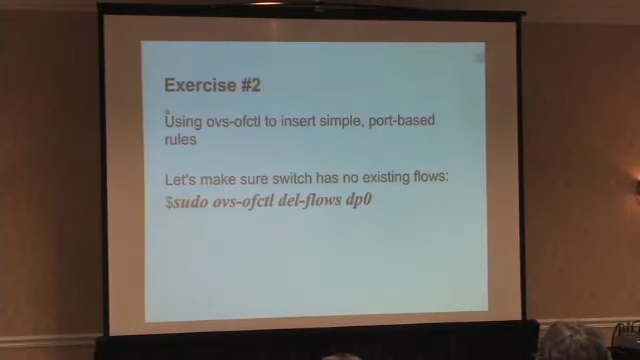 Exercise #2
Using ovs-ofctl to insert simple, port-based
rules
Let's make sure switch has no existing flows:
$sudo ovs-ofctl del-flows dp0